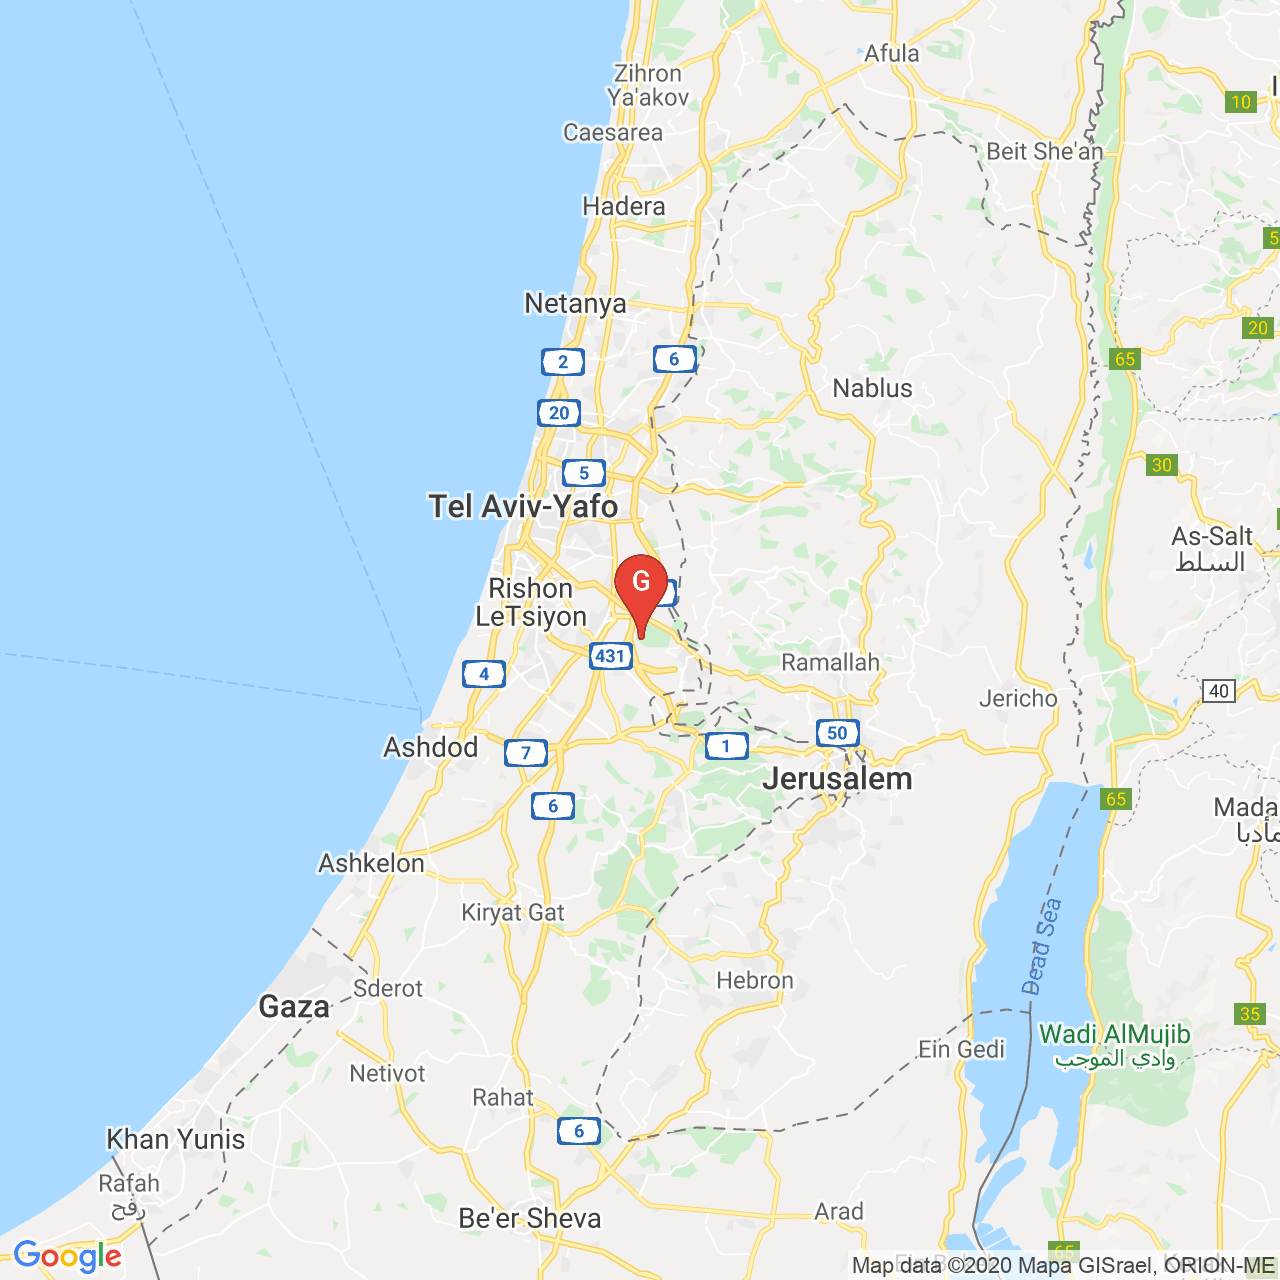 Afula
Zihron
Ya'akov
10
Caesarea
Beit She'an
Hadera
5
Netanya
20
2
6
65
Nablus
20
30
5
Tel Aviv-Yafo
As-Salt
السلط
G
Rishon
LeTsiyon
431
Ramallah
4
Jericho
40
50
Ashdod
7
1
Jerusalem
65
6
Mada
مأدبا
Ashkelon
Kiryat Gat
Dead Sea
Hebron
Sderot
Gaza
35
Wadi AlMujib
وادي الموجب
Ein Gedi
Netivot
Rahat
6
Khan Yunis
Rafah
رفح
Arad
Be'er Sheva
65
Google
Map data ©2020 Mapa GISrael, ORION-ME